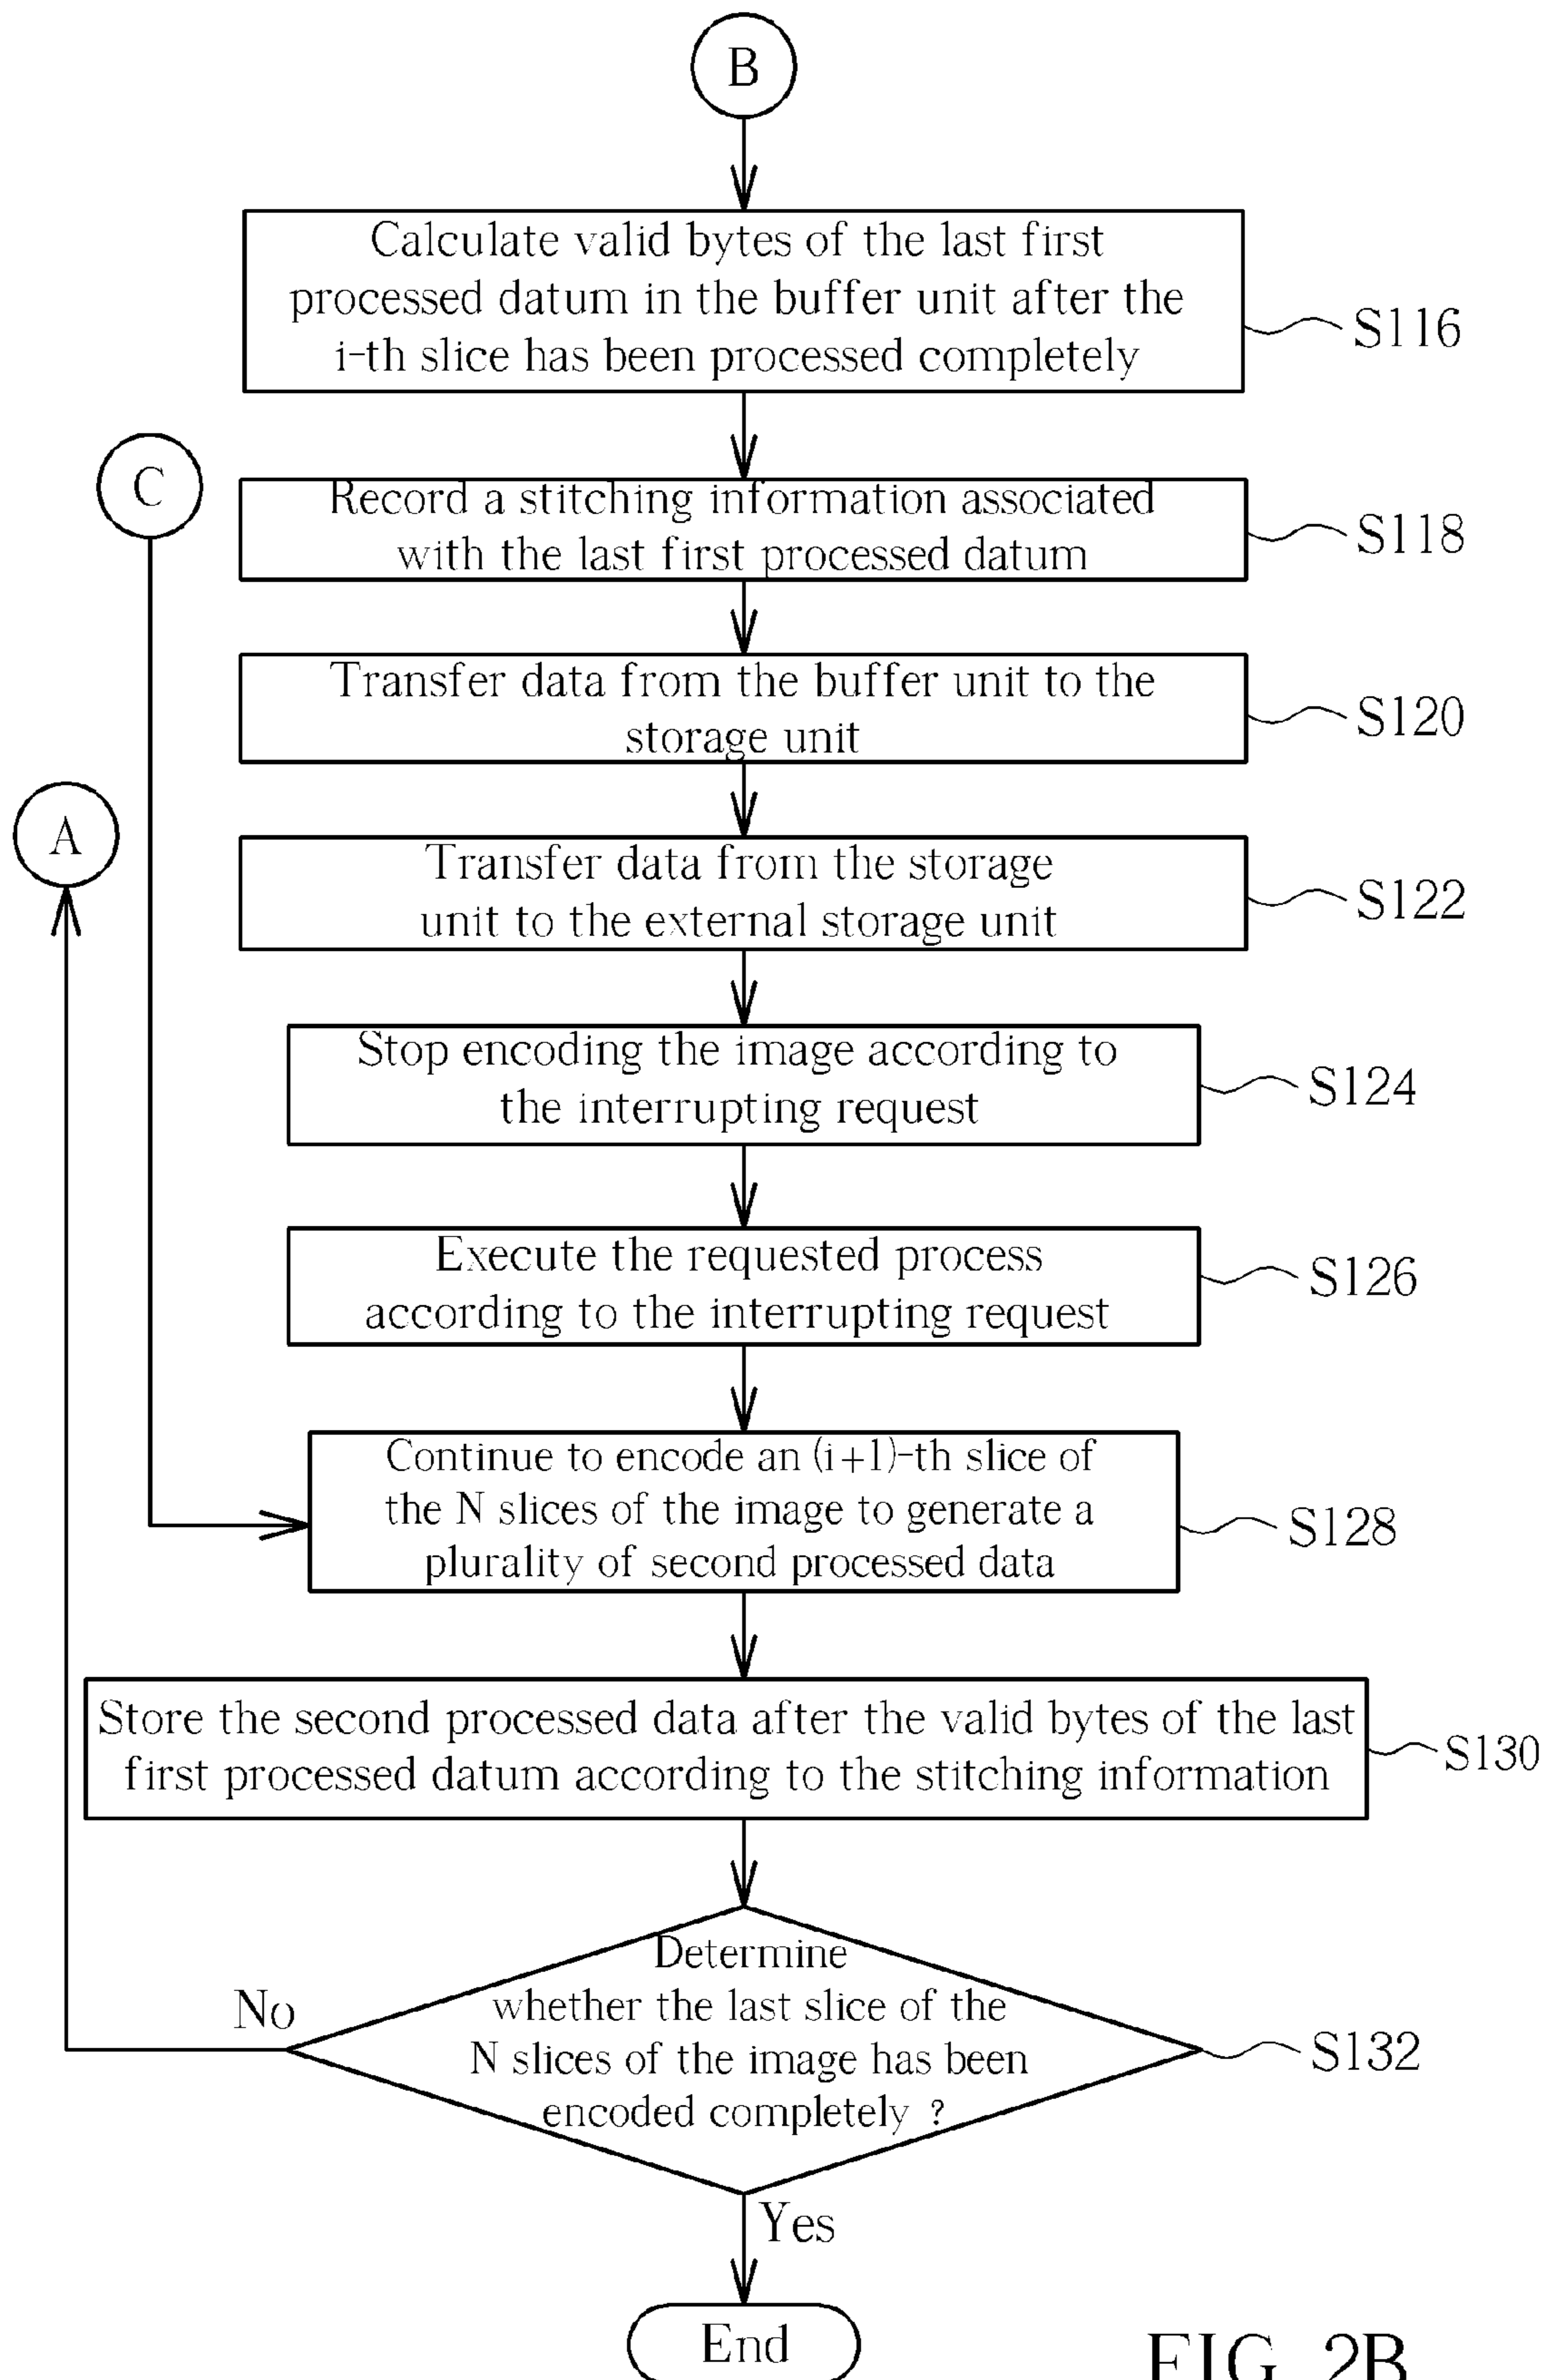 B
Calculate valid bytes of the last first
processed datum in the buffer unit after the
i-th slice has been processed completely
S116
C
Record a stitching information associated
with the last first processed datum
S118
Transfer data from the buffer unit to the
storage unit
S120
A
Transfer data from the storage
unit to the external storage unit
S122
Stop encoding the image according to
the interrupting request
S124
Execute the requested process
according to the interrupting request
S126
Continue to encode an (i+1)-th slice of
the N slices of the image to generate a
plurality of second processed data
S128
Store the second processed data after the valid bytes of the last
first processed datum according to the stitching information
S130
Determine
whether the last slice of the
N slices of the image has been
encoded completely ?
No
S132
Yes
End
FIG. 2B